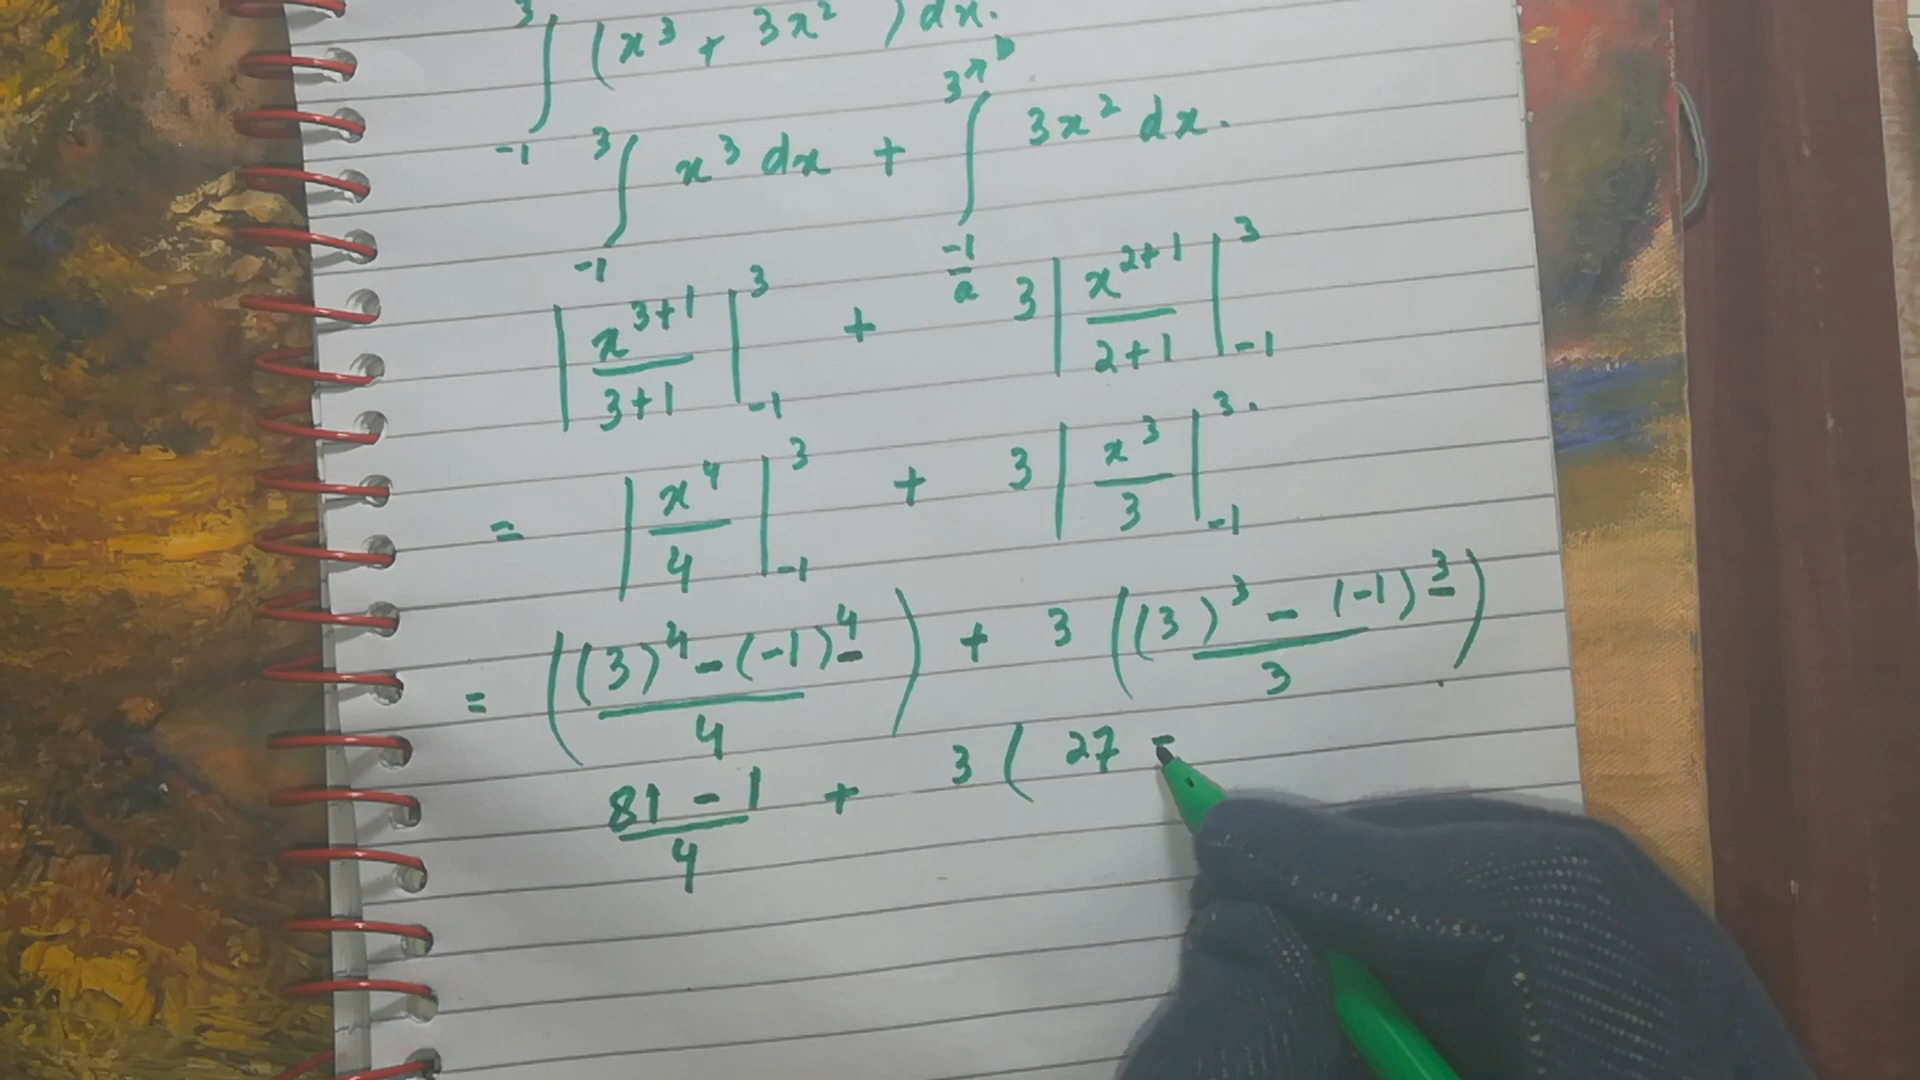 3∫-1 (x³ + 3x² ) dx.
3∫-1 x³ dx + 3∫-1 3x² dx.
b
a
|x³⁺¹/3+1|³-1 + 3|x²⁺¹/2+1|³-1
= |x⁴/4|³-1 + 3|x³/3|³-1
= ((3)⁴ - (-1)⁴/4) + 3((3)³ - (-1)³/3)
81 - 1/4 + 3( 27 -